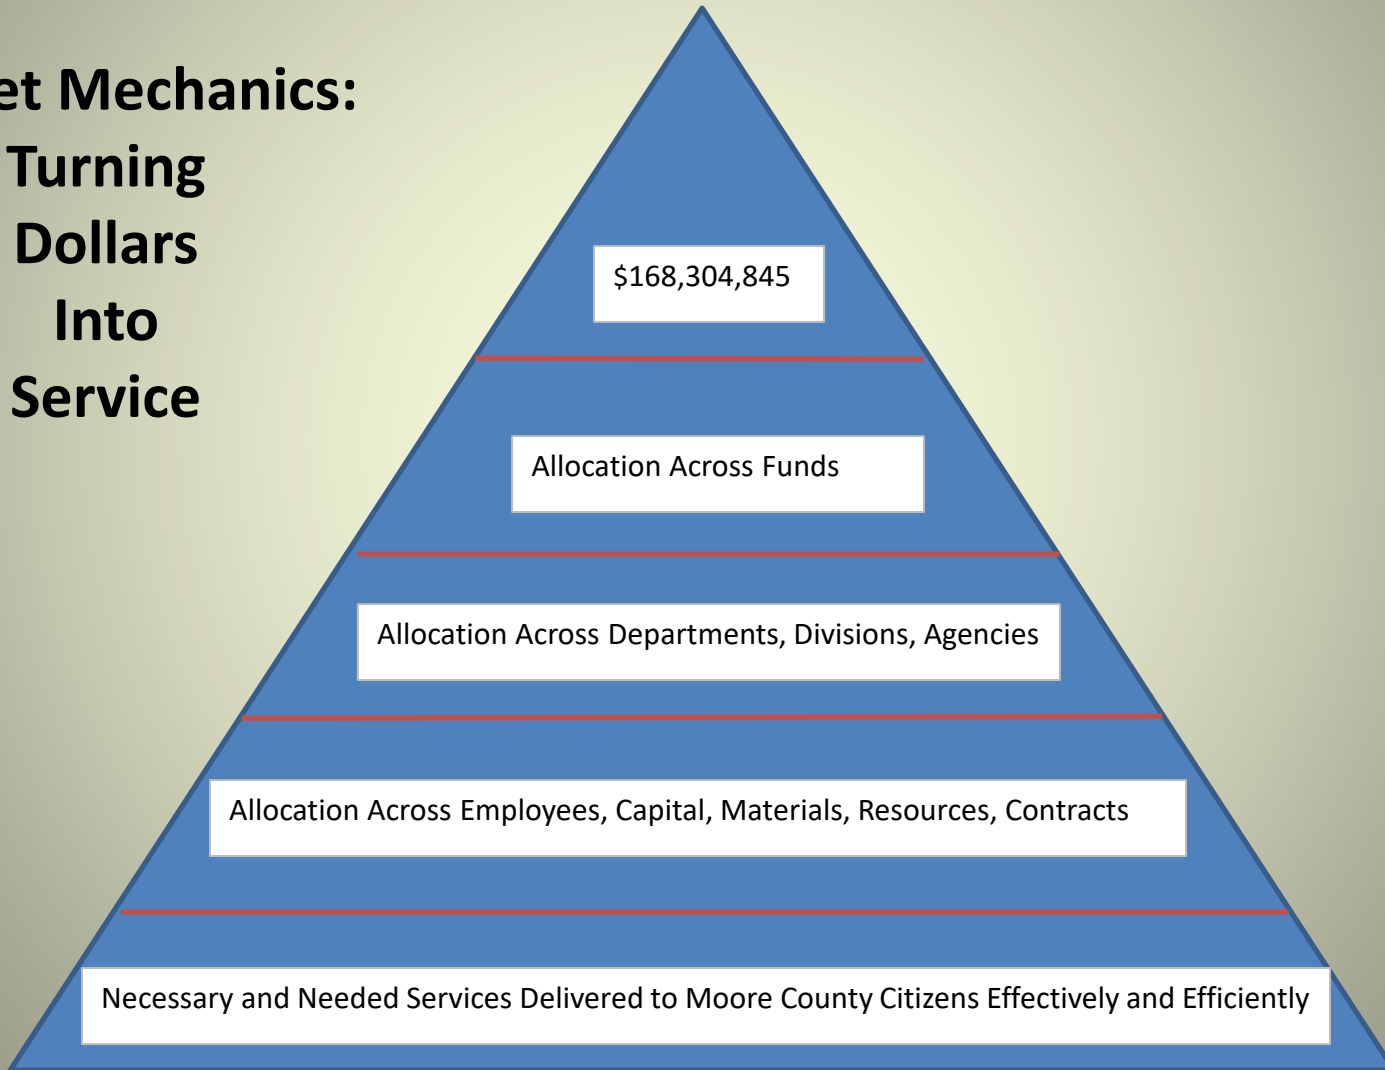 et Mechanics:
Turning
Dollars
Into
Service
$168,304,845
Allocation Across Funds
Allocation Across Departments, Divisions, Agencies
Allocation Across Employees, Capital, Materials, Resources, Contracts
Necessary and Needed Services Delivered to Moore County Citizens Effectively and Efficiently